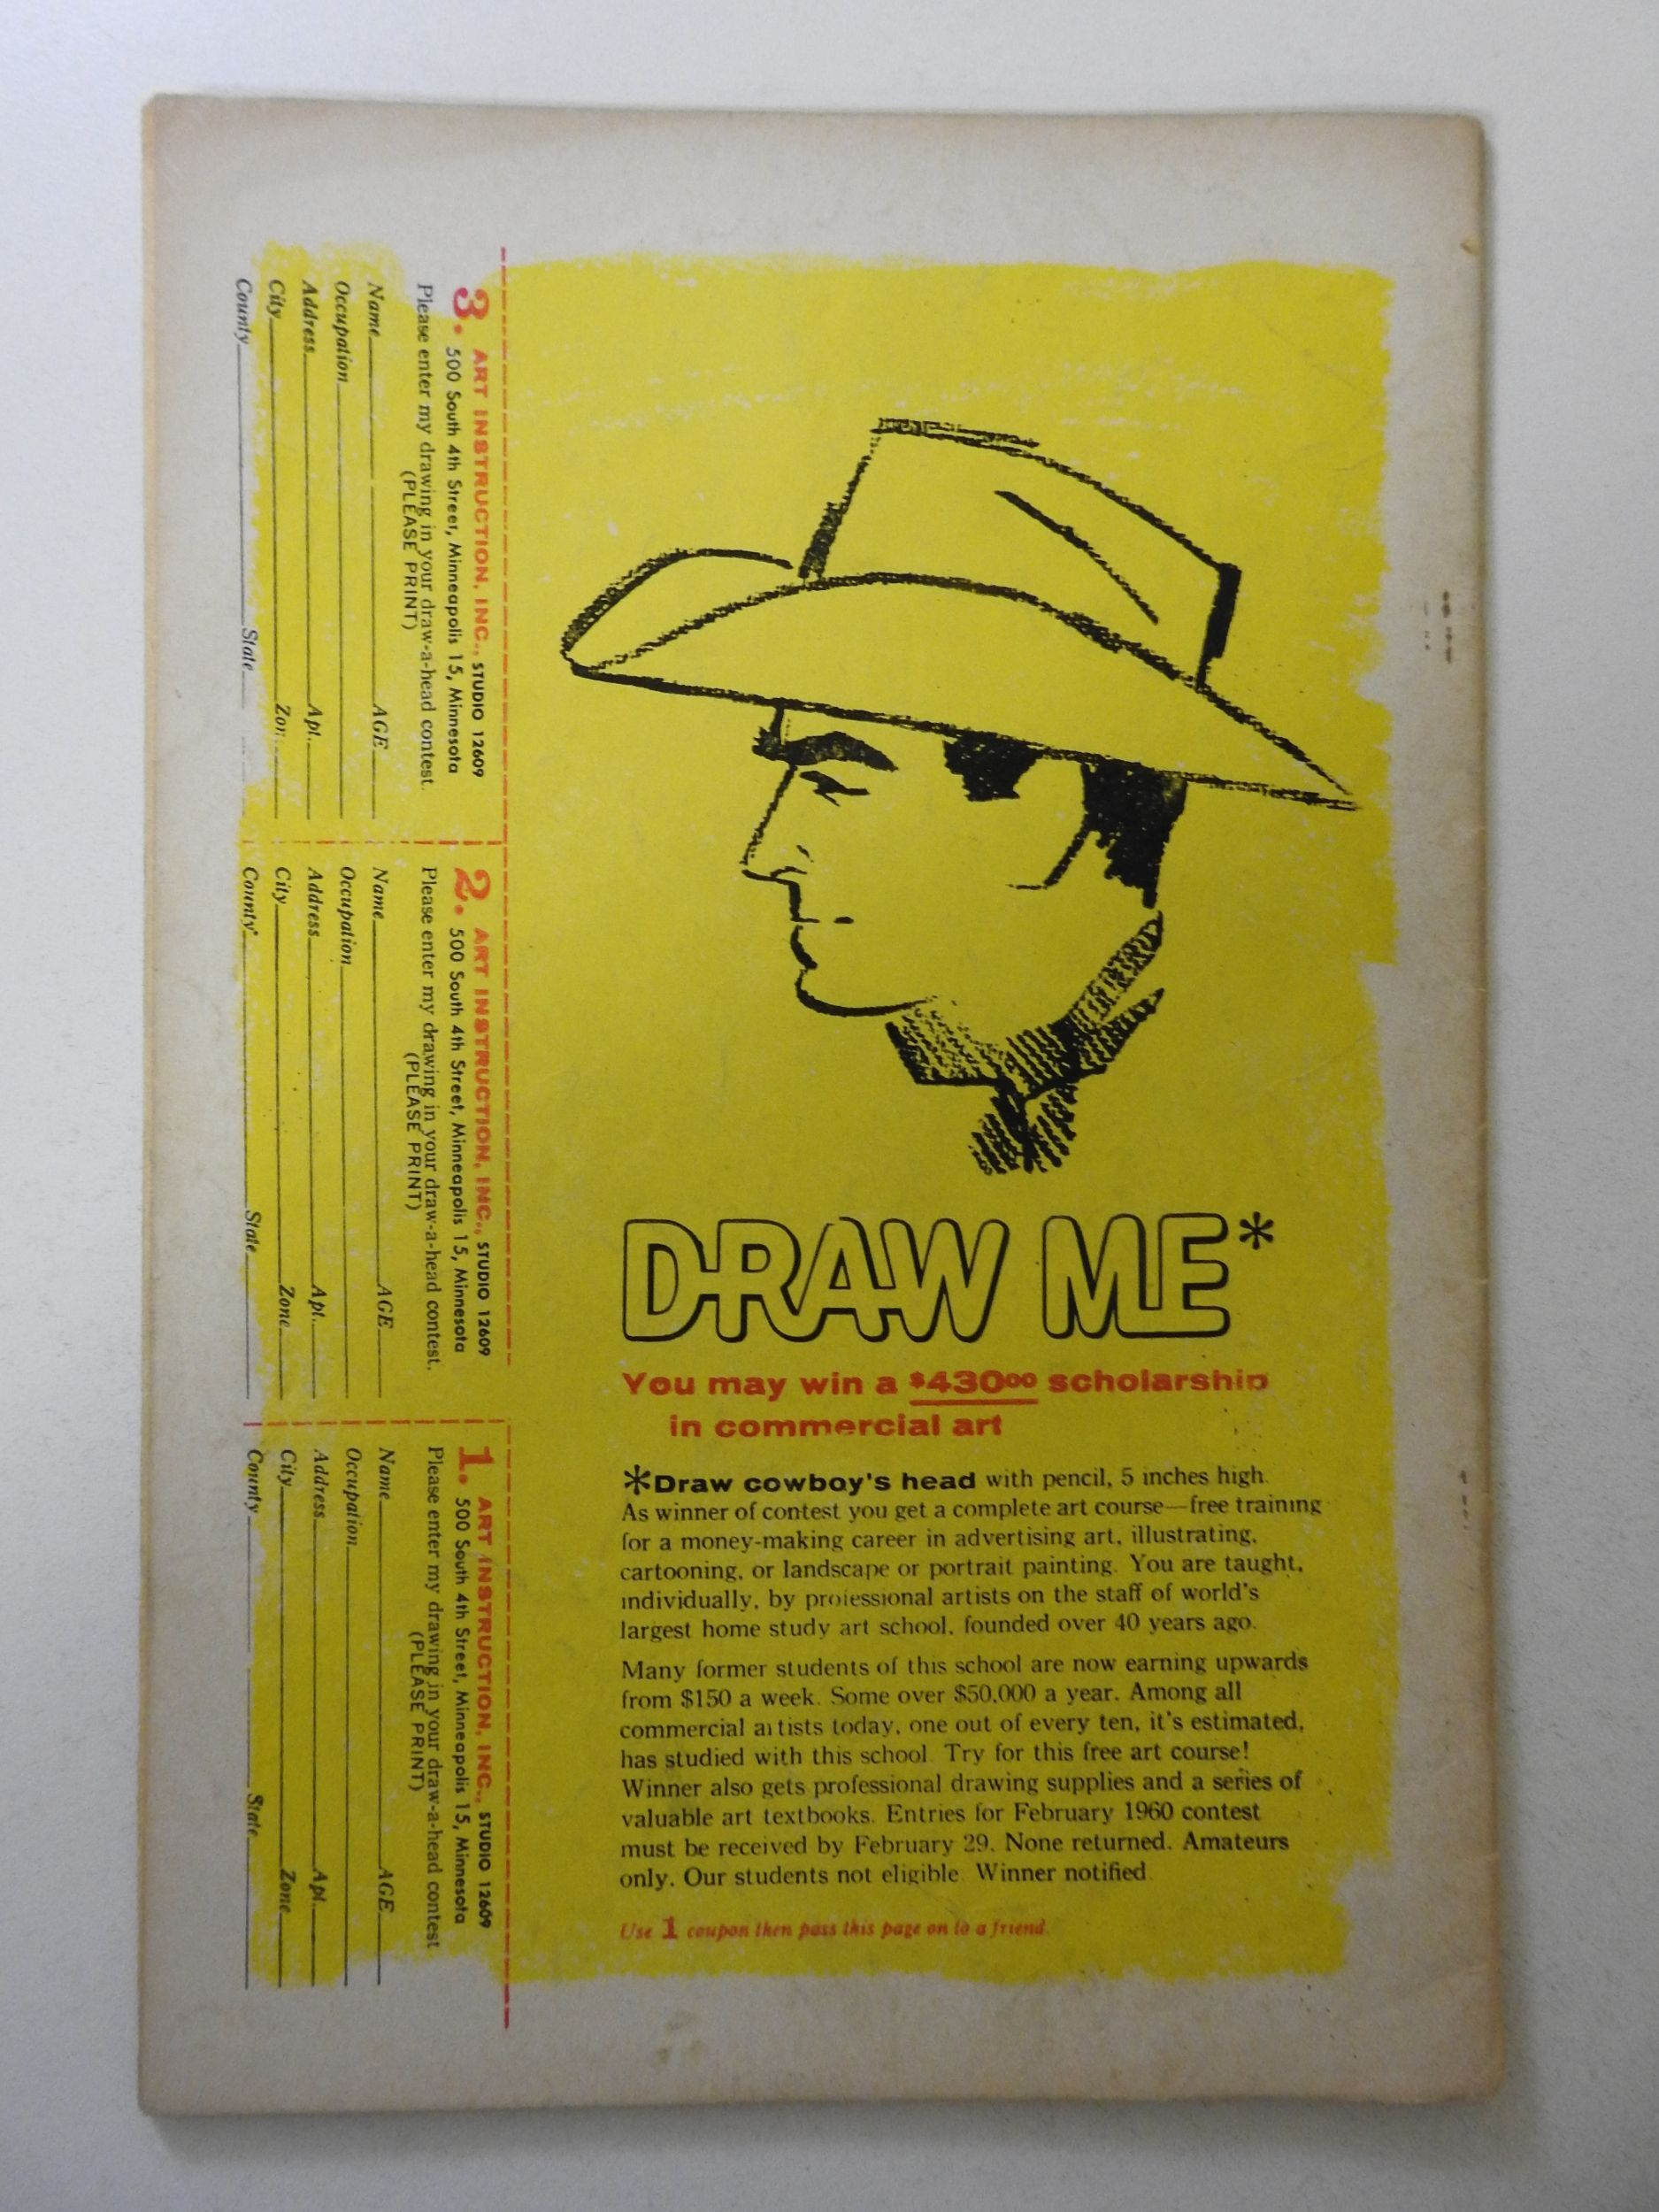 DRAW ME*
You may win a $430⁰⁰ scholarship
in commercial art
*Draw cowboy's head with pencil, 5 inches high.
As winner of contest you get a complete art course—free training
for a money-making career in advertising art, illustrating,
cartooning, or landscape or portrait painting. You are taught,
individually, by professional artists on the staff of world's
largest home study art school, founded over 40 years ago.
Many former students of this school are now earning upwards
from $150 a week. Some over $50,000 a year. Among all
commercial artists today, one out of every ten, it's estimated,
has studied with this school. Try for this free art course!
Winner also gets professional drawing supplies and a series of
valuable art textbooks. Entries for February 1960 contest
must be received by February 29. None returned. Amateurs
only. Our students not eligible. Winner notified.
Use 1 coupon then pass this page on to a friend.
3. ART INSTRUCTION, INC., STUDIO 12609
500 South 4th Street, Minneapolis 15, Minnesota
Please enter my drawing in your draw-a-head contest.
(PLEASE PRINT)
Name AGE
Occupation
Address Apt.
City Zone
County State
2. ART INSTRUCTION, INC., STUDIO 12609
500 South 4th Street, Minneapolis 15, Minnesota
Please enter my drawing in your draw-a-head contest.
(PLEASE PRINT)
Name AGE
Occupation
Address Apt.
City Zone
County State
1. ART INSTRUCTION, INC., STUDIO 12609
500 South 4th Street, Minneapolis 15, Minnesota
Please enter my drawing in your draw-a-head contest
(PLEASE PRINT)
Name AGE
Occupation
Address Apt.
City Zone
County State